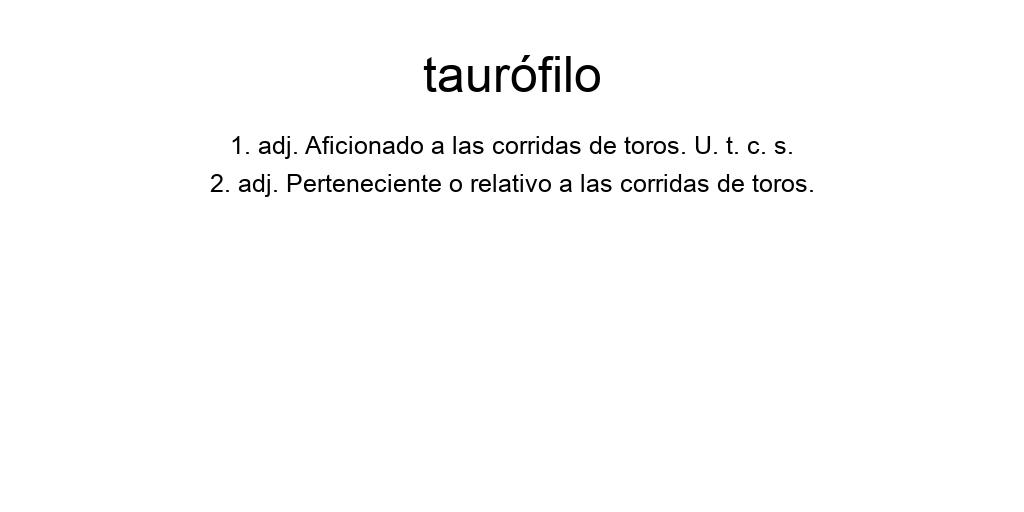 taurófilo
1. adj. Aficionado a las corridas de toros. U. t. c. s.
2. adj. Perteneciente o relativo a las corridas de toros.